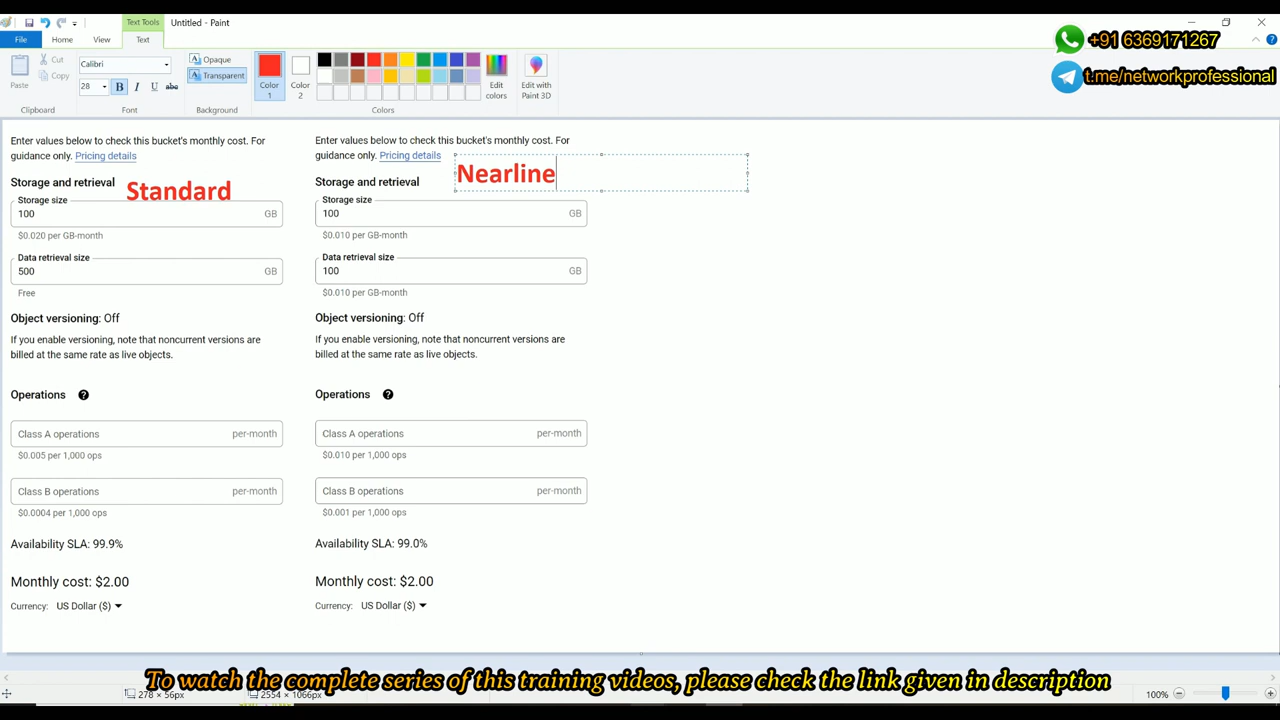 Text Tools
Untitled - Paint
File
Home
View
Text
+91 6369171267
t.me/networkprofessional
Paste
Cut
Copy
Clipboard
Calibri
28
B
I
U
abc
Font
Opaque
Transparent
Background
Color
1
Color
2
Edit
colors
Edit with
Paint 3D
Colors
Enter values below to check this bucket's monthly cost. For
guidance only. Pricing details
Storage and retrieval
Standard
Storage size
100
GB
$0.020 per GB-month
Data retrieval size
500
GB
Free
Object versioning: Off
If you enable versioning, note that noncurrent versions are
billed at the same rate as live objects.
Operations
Class A operations
per-month
$0.005 per 1,000 ops
Class B operations
per-month
$0.0004 per 1,000 ops
Availability SLA: 99.9%
Monthly cost: $2.00
Currency: US Dollar ($)
Enter values below to check this bucket's monthly cost. For
guidance only. Pricing details
Nearline
Storage and retrieval
Storage size
100
GB
$0.010 per GB-month
Data retrieval size
100
GB
$0.010 per GB-month
Object versioning: Off
If you enable versioning, note that noncurrent versions are
billed at the same rate as live objects.
Operations
Class A operations
per-month
$0.010 per 1,000 ops
Class B operations
per-month
$0.001 per 1,000 ops
Availability SLA: 99.0%
Monthly cost: $2.00
Currency: US Dollar ($)
To watch the complete series of this training videos, please check the link given in description
278 × 56px
2554 × 1066px
100%